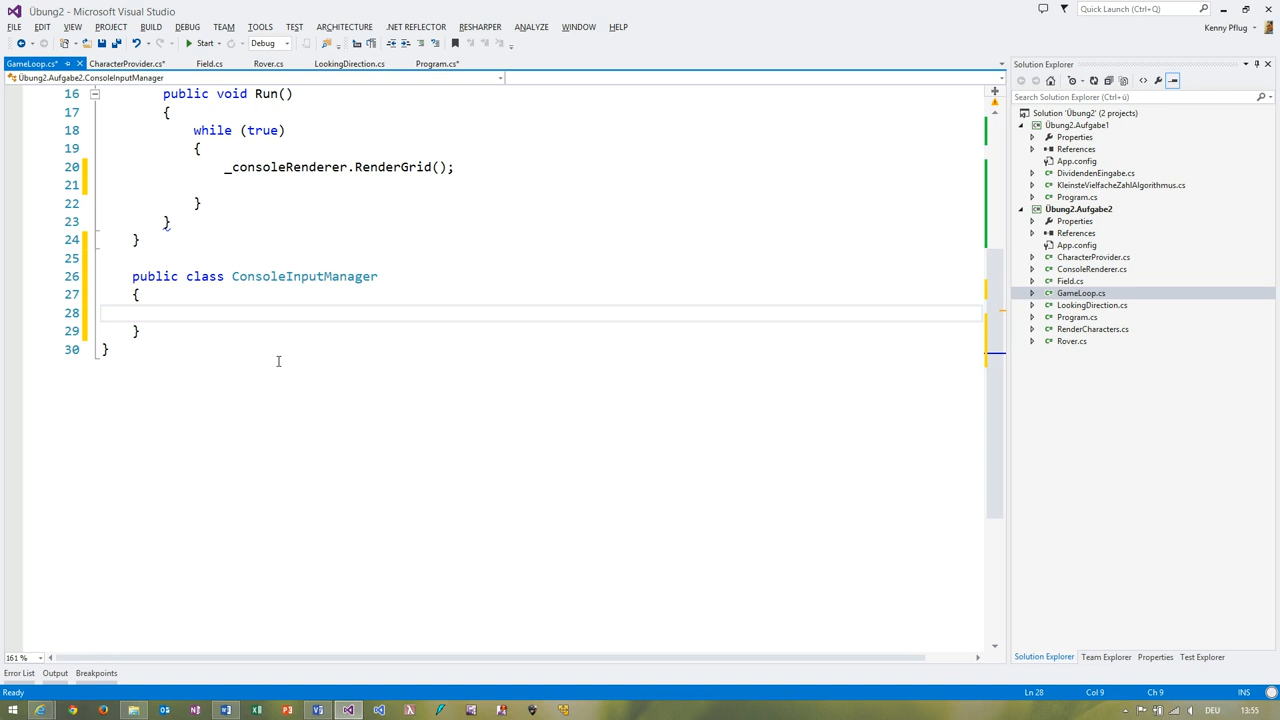 Übung2 - Microsoft Visual Studio
Quick Launch (Ctrl+Q)
FILE EDIT VIEW PROJECT BUILD DEBUG TEAM TOOLS TEST ARCHITECTURE .NET REFLECTOR RESHARPER ANALYZE WINDOW HELP
Kenny Pflug
Start Debug
GameLoop.cs* CharacterProvider.cs* Field.cs Rover.cs LookingDirection.cs Program.cs*
Übung2.Aufgabe2.ConsoleInputManager
16 public void Run()
17 {
18 while (true)
19 {
20 _consoleRenderer.RenderGrid();
21
22 }
23 }
24 }
25
26 public class ConsoleInputManager
27 {
28
29 }
30 }
161 %
Solution Explorer
Search Solution Explorer (Ctrl+ü)
Solution 'Übung2' (2 projects)
Übung2.Aufgabe1
Properties
References
App.config
DividendenEingabe.cs
KleinsteVielfacheZahlAlgorithmus.cs
Program.cs
Übung2.Aufgabe2
Properties
References
App.config
CharacterProvider.cs
ConsoleRenderer.cs
Field.cs
GameLoop.cs
LookingDirection.cs
Program.cs
RenderCharacters.cs
Rover.cs
Solution Explorer Team Explorer Properties Test Explorer
Error List Output Breakpoints
Ready Ln 28 Col 9 Ch 9 INS
DEU 13:55